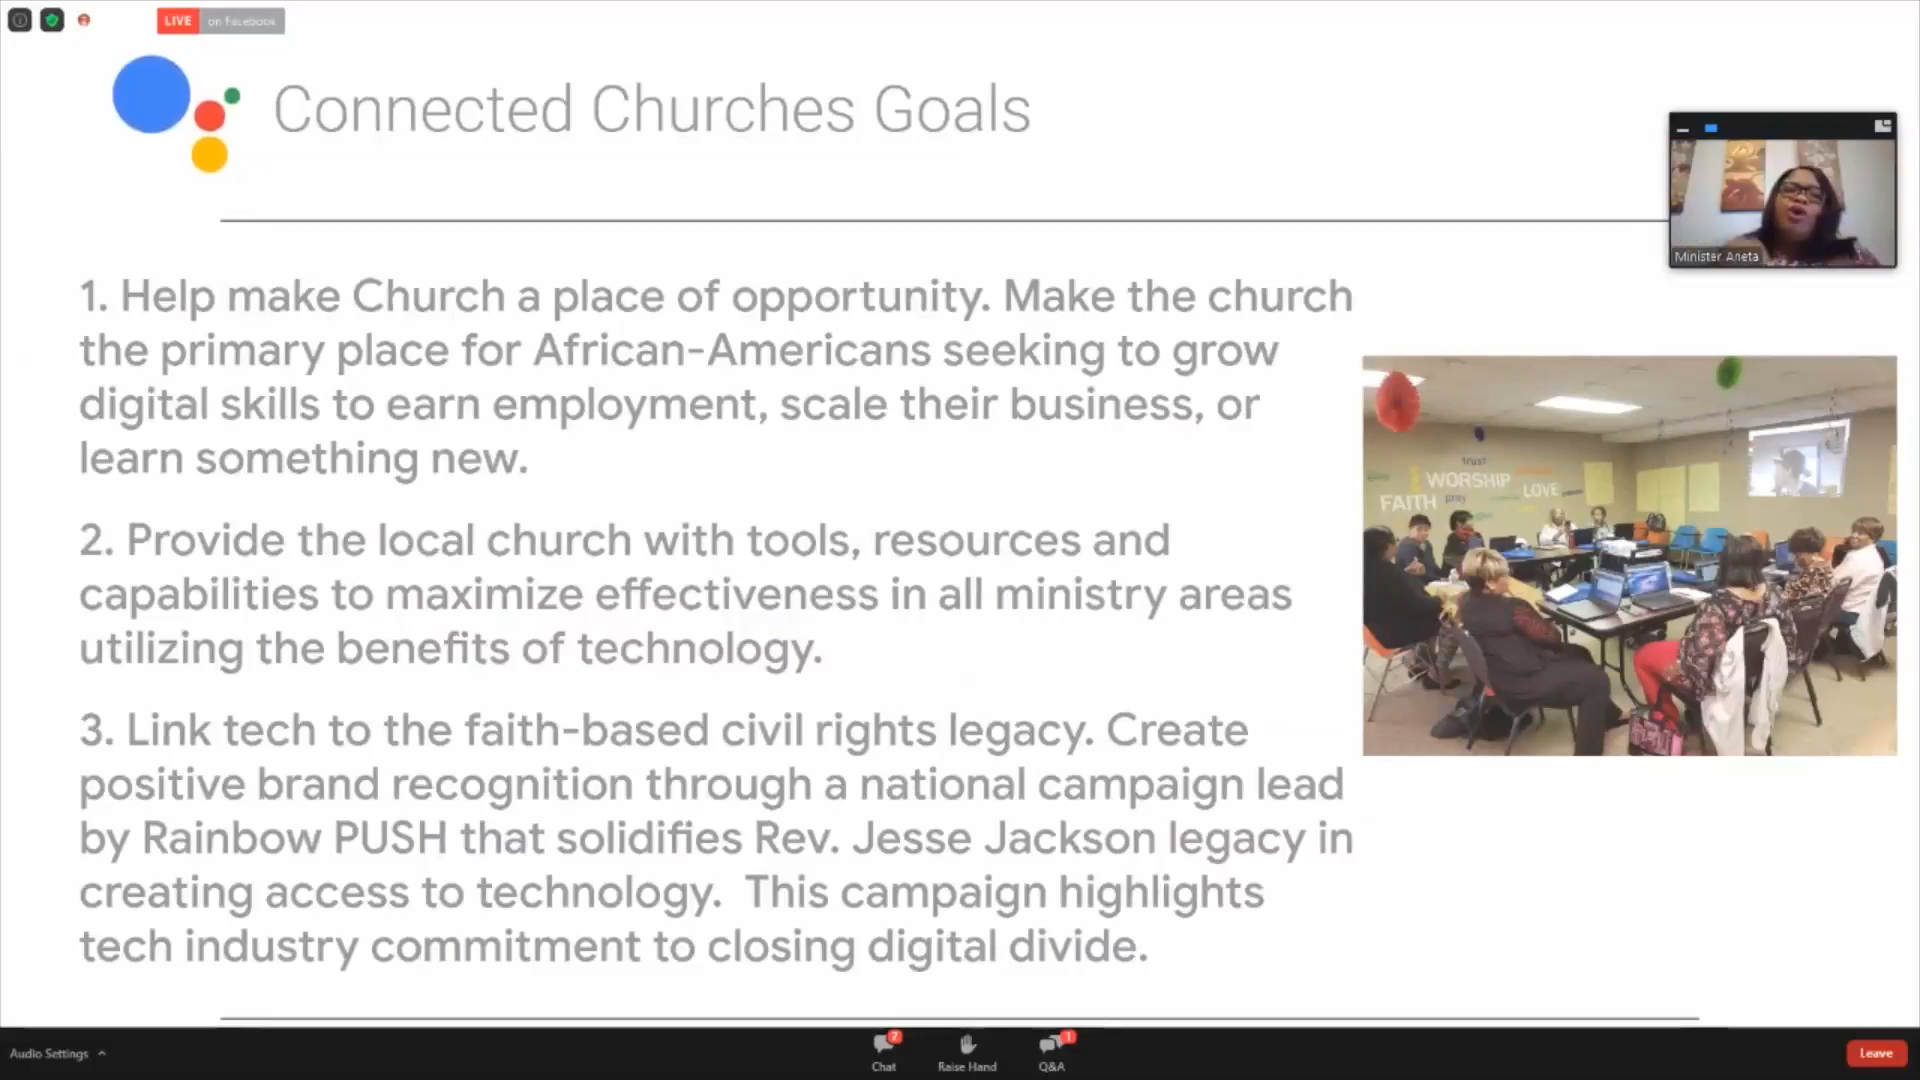 LIVE on Facebook
Connected Churches Goals
Minister Aneta
1. Help make Church a place of opportunity. Make the church
the primary place for African-Americans seeking to grow
digital skills to earn employment, scale their business, or
learn something new.
2. Provide the local church with tools, resources and
capabilities to maximize effectiveness in all ministry areas
utilizing the benefits of technology.
3. Link tech to the faith-based civil rights legacy. Create
positive brand recognition through a national campaign lead
by Rainbow PUSH that solidifies Rev. Jesse Jackson legacy in
creating access to technology.  This campaign highlights
tech industry commitment to closing digital divide.
trust
WORSHIP
FAITH pray LOVE
Audio Settings
2
Chat
Raise Hand
1
Q&A
Leave